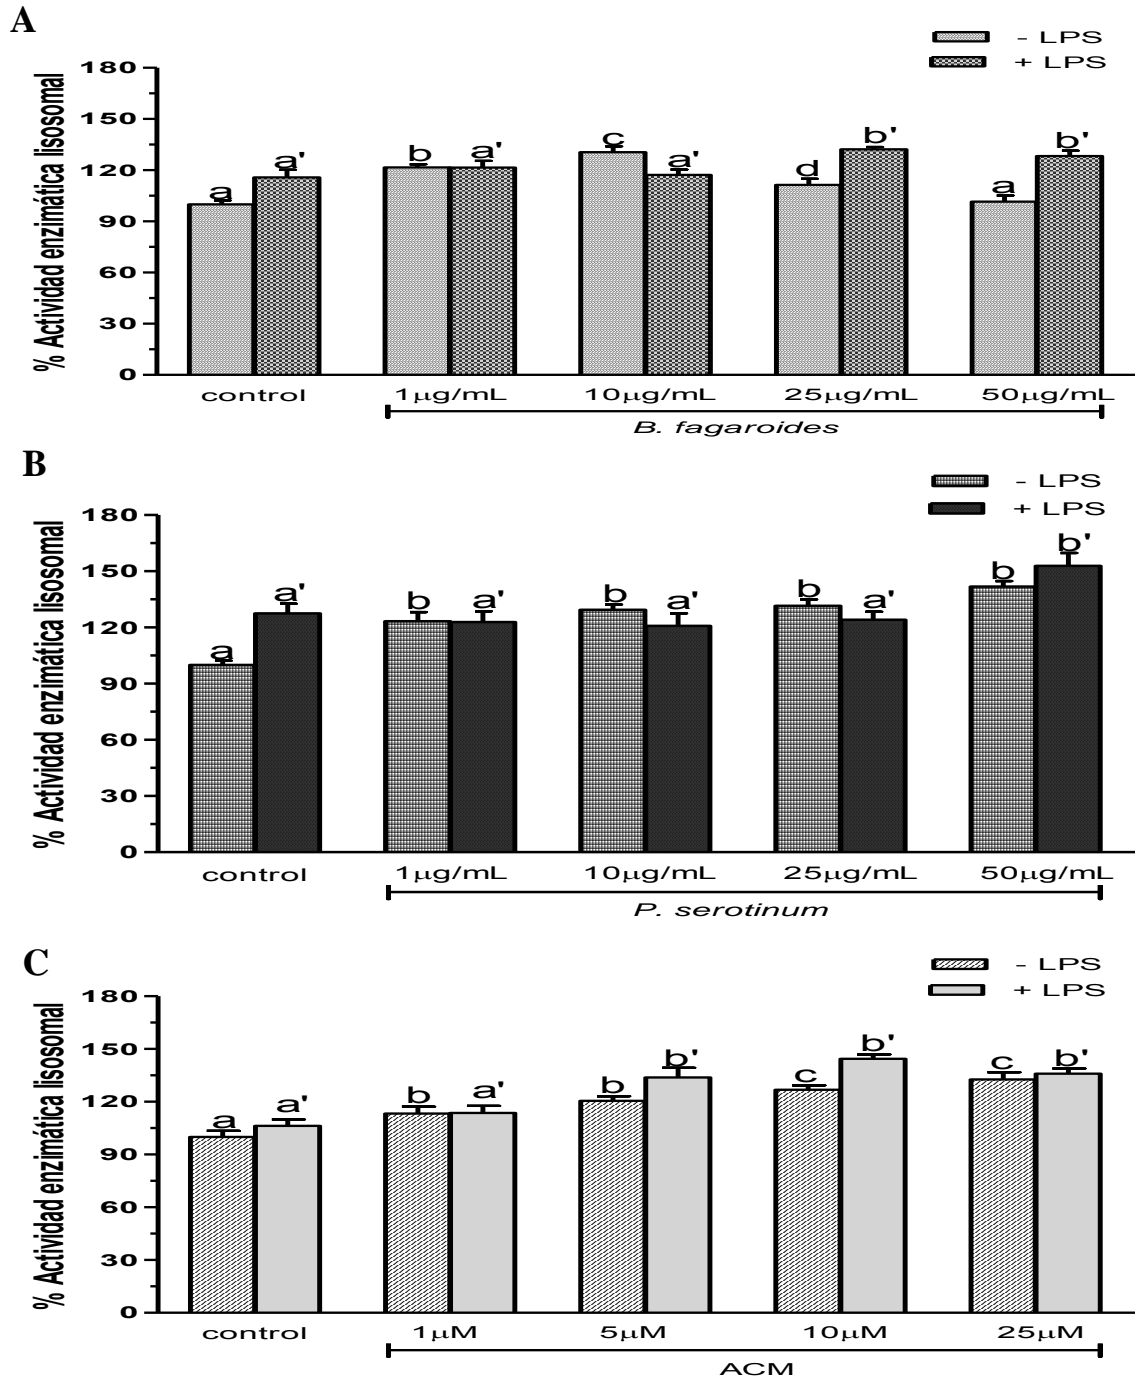 A
- LPS
+ LPS
% Actividad enzimática lisosomal
180
150
120
90
60
30
0
a a' b a' c a' d b' a b'
control 1µg/mL 10µg/mL 25µg/mL 50µg/mL
B. fagaroides
B
- LPS
+ LPS
% Actividad enzimática lisosomal
180
150
120
90
60
30
0
a a' b a' b a' b a' b b'
control 1µg/mL 10µg/mL 25µg/mL 50µg/mL
P. serotinum
C
- LPS
+ LPS
% Actividad enzimática lisosomal
180
150
120
90
60
30
0
a a' b a' b b' c b' c b'
control 1µM 5µM 10µM 25µM
ACM